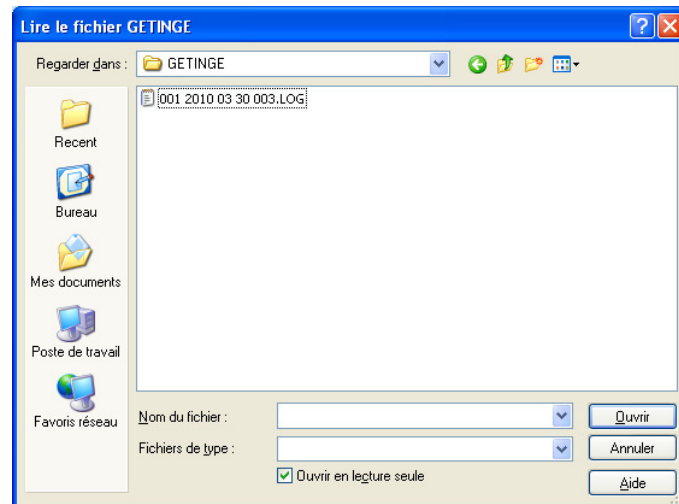 Lire le fichier GETINGE
Regarder dans :
GETINGE
001 2010 03 30 003.LOG
Recent
Bureau
Mes documents
Poste de travail
Favoris réseau
Nom du fichier :
Ouvrir
Fichiers de type :
Annuler
Ouvrir en lecture seule
Aide